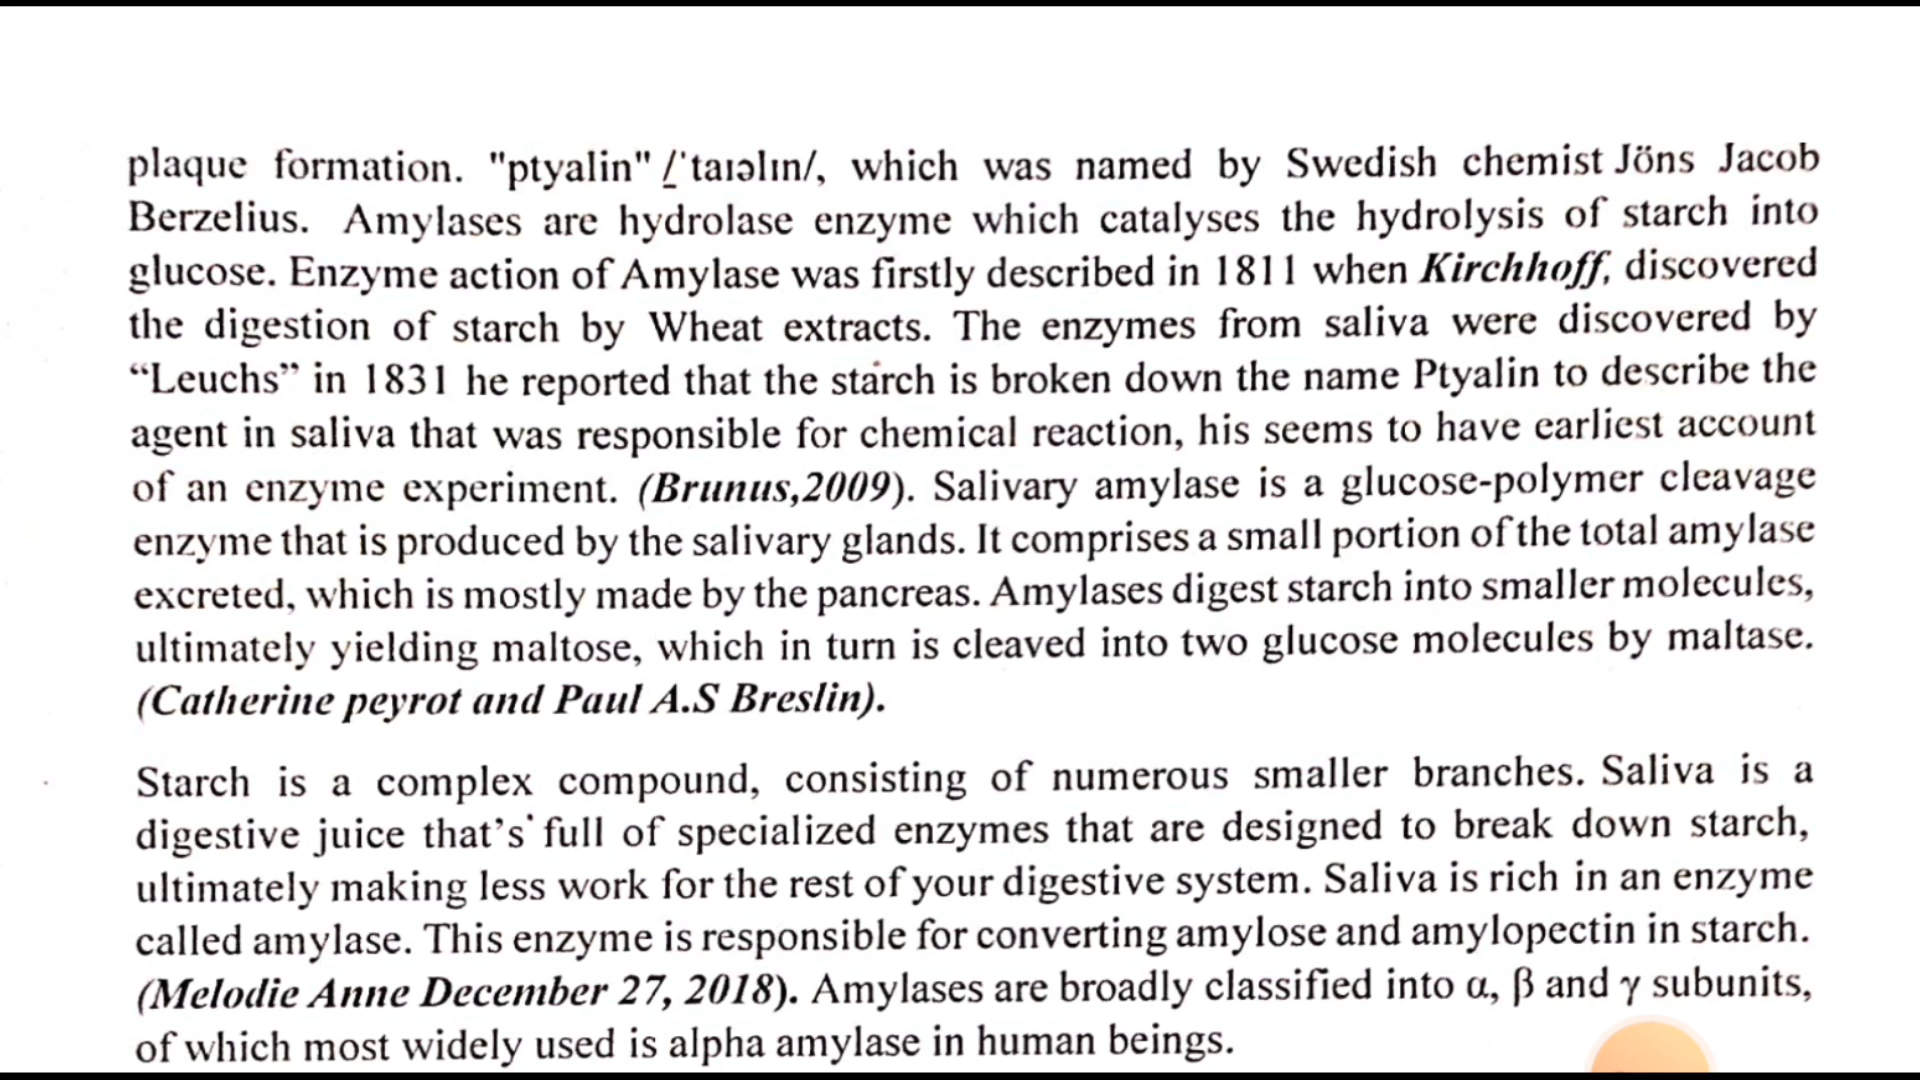 plaque formation. "ptyalin" /ˈtaɪəlɪn/, which was named by Swedish chemist Jöns Jacob
Berzelius. Amylases are hydrolase enzyme which catalyses the hydrolysis of starch into
glucose. Enzyme action of Amylase was firstly described in 1811 when Kirchhoff, discovered
the digestion of starch by Wheat extracts. The enzymes from saliva were discovered by
“Leuchs” in 1831 he reported that the starch is broken down the name Ptyalin to describe the
agent in saliva that was responsible for chemical reaction, his seems to have earliest account
of an enzyme experiment. (Brunus,2009). Salivary amylase is a glucose-polymer cleavage
enzyme that is produced by the salivary glands. It comprises a small portion of the total amylase
excreted, which is mostly made by the pancreas. Amylases digest starch into smaller molecules,
ultimately yielding maltose, which in turn is cleaved into two glucose molecules by maltase.
(Catherine peyrot and Paul A.S Breslin).
Starch is a complex compound, consisting of numerous smaller branches. Saliva is a
digestive juice that’s full of specialized enzymes that are designed to break down starch,
ultimately making less work for the rest of your digestive system. Saliva is rich in an enzyme
called amylase. This enzyme is responsible for converting amylose and amylopectin in starch.
(Melodie Anne December 27, 2018). Amylases are broadly classified into α, β and γ subunits,
of which most widely used is alpha amylase in human beings.